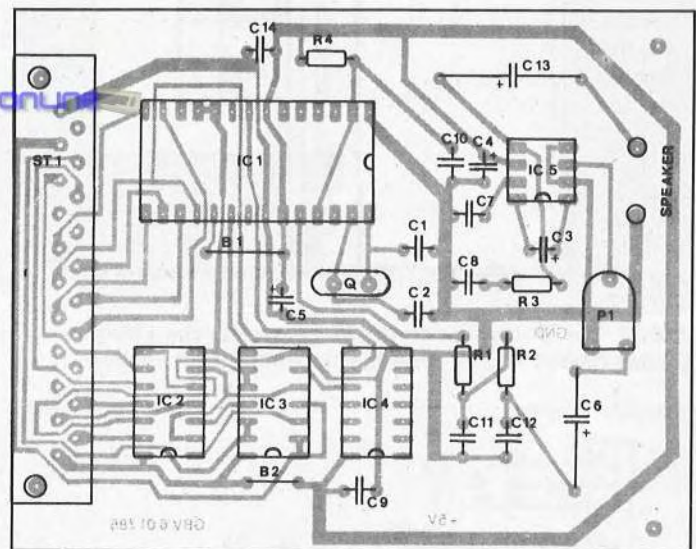 C14
R4
C13
online
ST1
IC1
C10
C4
IC5
SPEAKER
C7
C3
B1
C1
C8
Q
R3
C5
C2
P1
GND
R1
R2
IC2
IC3
IC4
C6
C11
C12
B2
C9
+5V